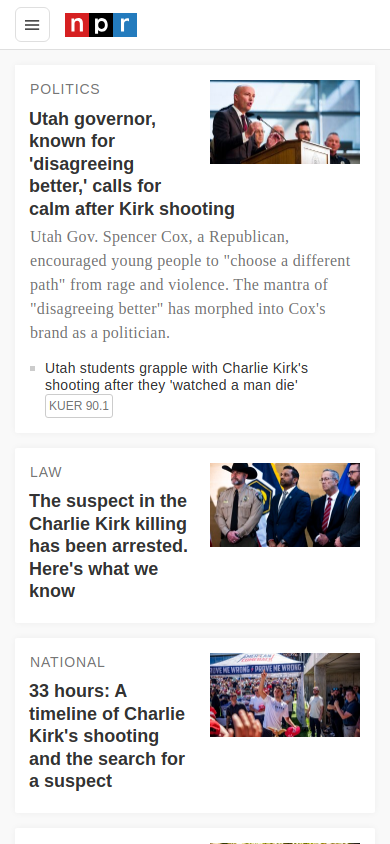 npr
POLITICS
Utah governor,
known for
'disagreeing
better,' calls for
calm after Kirk shooting
Utah Gov. Spencer Cox, a Republican,
encouraged young people to "choose a different
path" from rage and violence. The mantra of
"disagreeing better" has morphed into Cox's
brand as a politician.
Utah students grapple with Charlie Kirk's
shooting after they 'watched a man die'
KUER 90.1
LAW
The suspect in the
Charlie Kirk killing
has been arrested.
Here's what we
know
NATIONAL
33 hours: A
timeline of Charlie
Kirk's shooting
and the search for
a suspect
PROVE ME WRONG